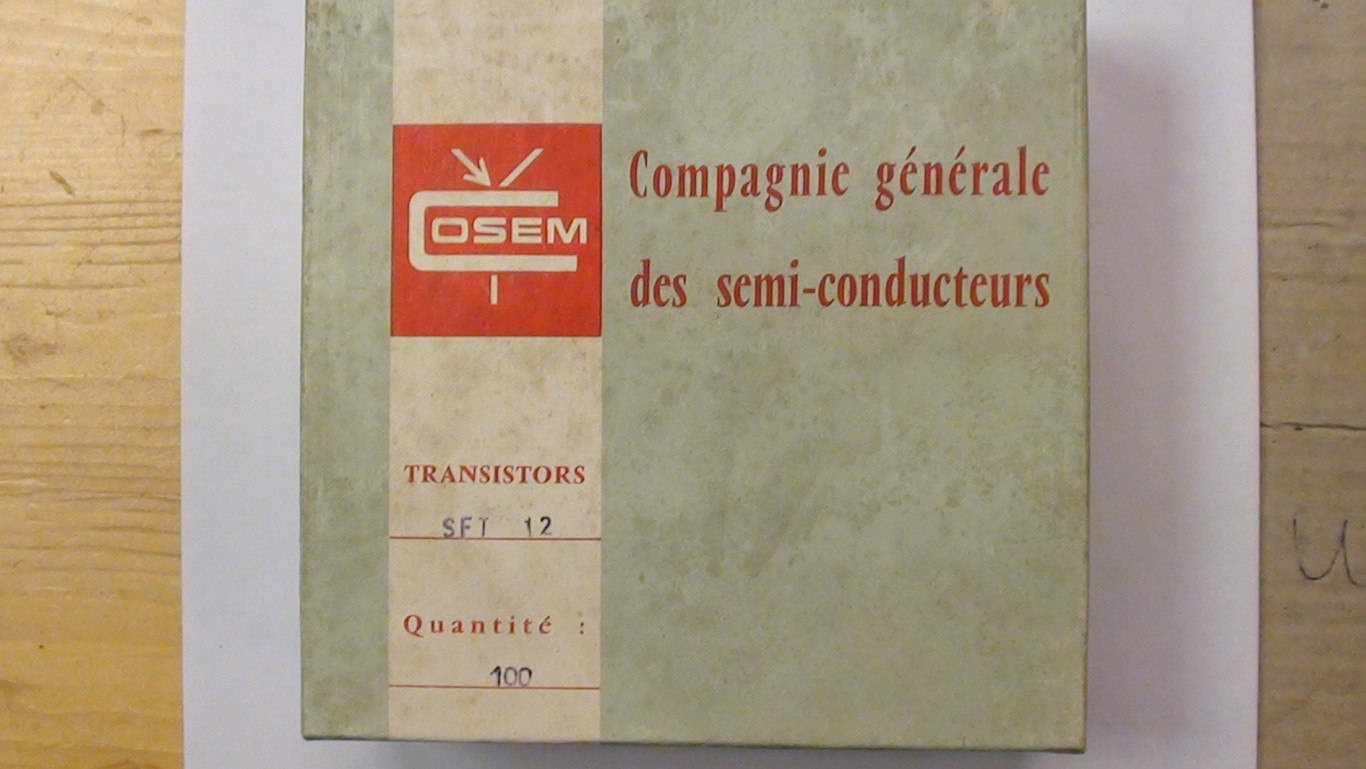 COSEM
Compagnie générale
des semi-conducteurs
TRANSISTORS
SFT 12
Quantité :
100